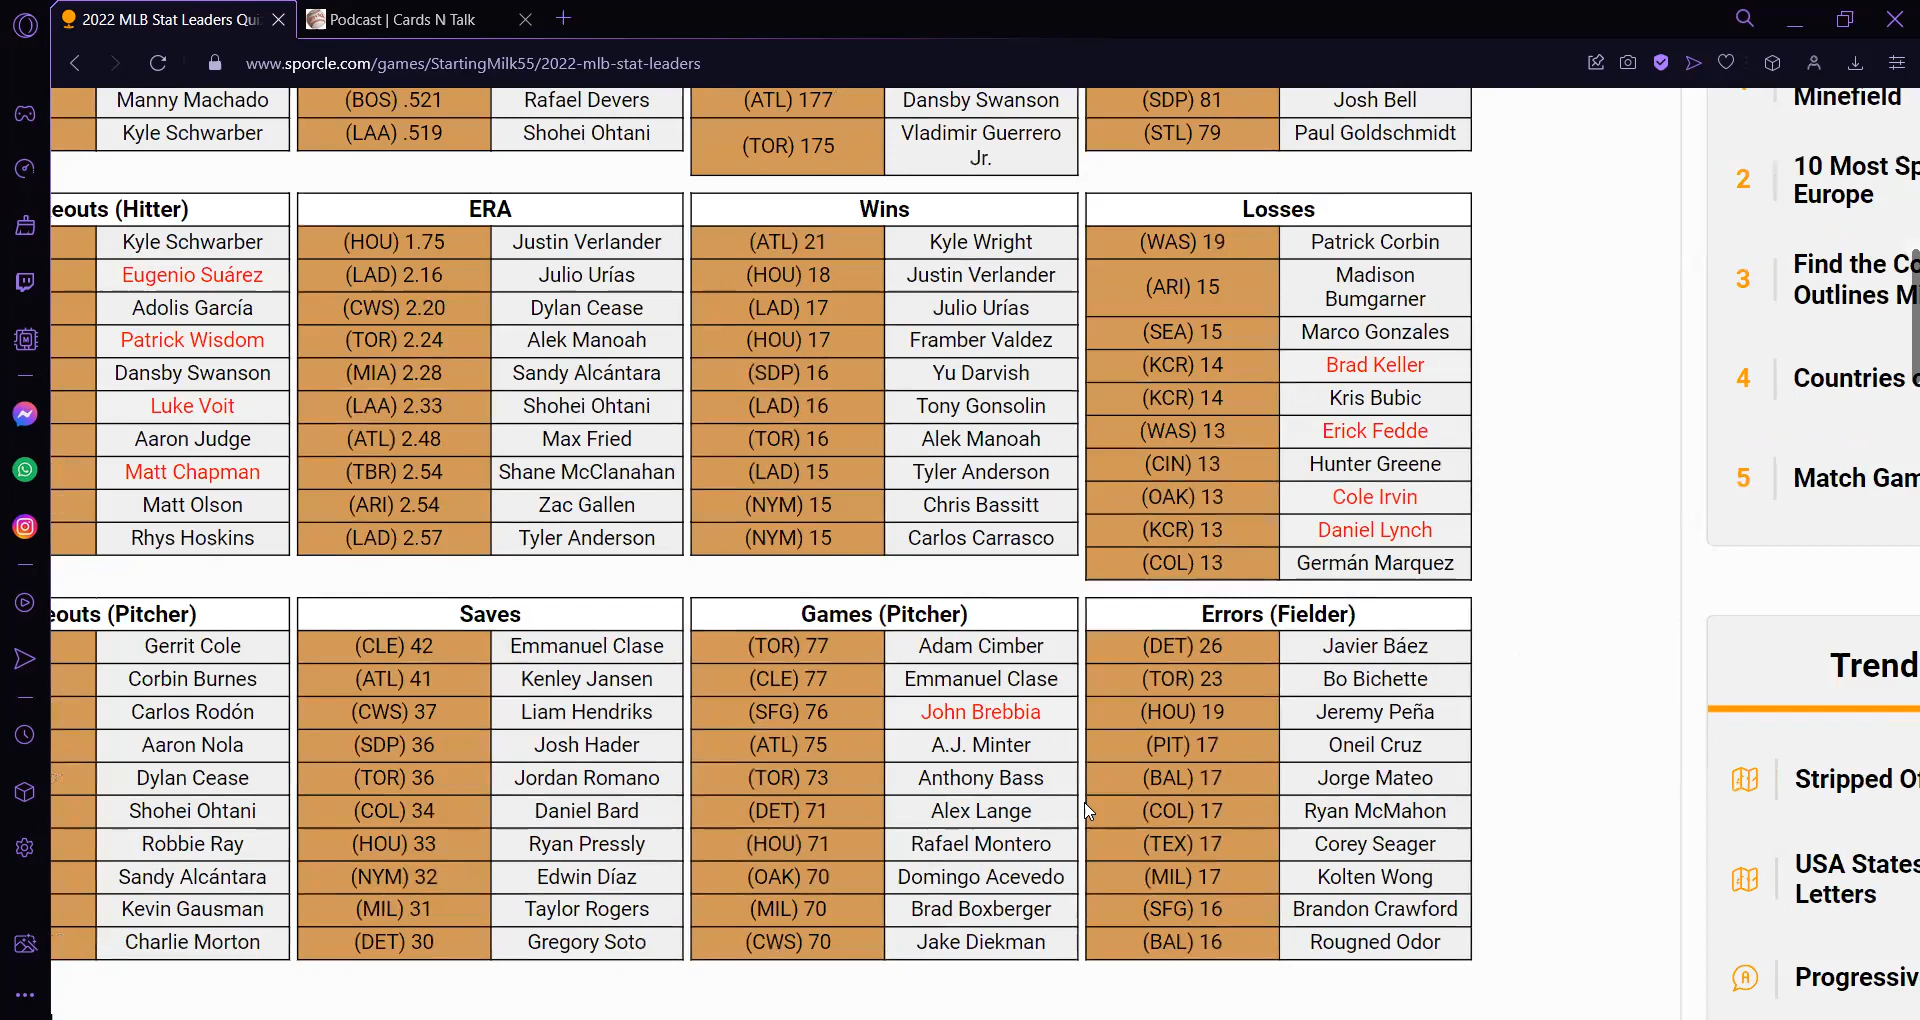 2022 MLB Stat Leaders Qui
Podcast | Cards N Talk
www.sporcle.com/games/StartingMilk55/2022-mlb-stat-leaders
Manny Machado (BOS) .521 Rafael Devers (ATL) 177 Dansby Swanson (SDP) 81 Josh Bell
Kyle Schwarber (LAA) .519 Shohei Ohtani (TOR) 175 Vladimir Guerrero Jr. (STL) 79 Paul Goldschmidt
eouts (Hitter)
Kyle Schwarber
Eugenio Suárez
Adolis García
Patrick Wisdom
Dansby Swanson
Luke Voit
Aaron Judge
Matt Chapman
Matt Olson
Rhys Hoskins
ERA
(HOU) 1.75 Justin Verlander
(LAD) 2.16 Julio Urías
(CWS) 2.20 Dylan Cease
(TOR) 2.24 Alek Manoah
(MIA) 2.28 Sandy Alcántara
(LAA) 2.33 Shohei Ohtani
(ATL) 2.48 Max Fried
(TBR) 2.54 Shane McClanahan
(ARI) 2.54 Zac Gallen
(LAD) 2.57 Tyler Anderson
Wins
(ATL) 21 Kyle Wright
(HOU) 18 Justin Verlander
(LAD) 17 Julio Urías
(HOU) 17 Framber Valdez
(SDP) 16 Yu Darvish
(LAD) 16 Tony Gonsolin
(TOR) 16 Alek Manoah
(LAD) 15 Tyler Anderson
(NYM) 15 Chris Bassitt
(NYM) 15 Carlos Carrasco
Losses
(WAS) 19 Patrick Corbin
(ARI) 15 Madison Bumgarner
(SEA) 15 Marco Gonzales
(KCR) 14 Brad Keller
(KCR) 14 Kris Bubic
(WAS) 13 Erick Fedde
(CIN) 13 Hunter Greene
(OAK) 13 Cole Irvin
(KCR) 13 Daniel Lynch
(COL) 13 Germán Marquez
eouts (Pitcher)
Gerrit Cole
Corbin Burnes
Carlos Rodón
Aaron Nola
Dylan Cease
Shohei Ohtani
Robbie Ray
Sandy Alcántara
Kevin Gausman
Charlie Morton
Saves
(CLE) 42 Emmanuel Clase
(ATL) 41 Kenley Jansen
(CWS) 37 Liam Hendriks
(SDP) 36 Josh Hader
(TOR) 36 Jordan Romano
(COL) 34 Daniel Bard
(HOU) 33 Ryan Pressly
(NYM) 32 Edwin Díaz
(MIL) 31 Taylor Rogers
(DET) 30 Gregory Soto
Games (Pitcher)
(TOR) 77 Adam Cimber
(CLE) 77 Emmanuel Clase
(SFG) 76 John Brebbia
(ATL) 75 A.J. Minter
(TOR) 73 Anthony Bass
(DET) 71 Alex Lange
(HOU) 71 Rafael Montero
(OAK) 70 Domingo Acevedo
(MIL) 70 Brad Boxberger
(CWS) 70 Jake Diekman
Errors (Fielder)
(DET) 26 Javier Báez
(TOR) 23 Bo Bichette
(HOU) 19 Jeremy Peña
(PIT) 17 Oneil Cruz
(BAL) 17 Jorge Mateo
(COL) 17 Ryan McMahon
(TEX) 17 Corey Seager
(MIL) 17 Kolten Wong
(SFG) 16 Brandon Crawford
(BAL) 16 Rougned Odor
Minefield
2 10 Most Sp
Europe
3 Find the Co
Outlines M
4 Countries
5 Match Gam
Trend
Stripped O
USA States
Letters
Progressiv